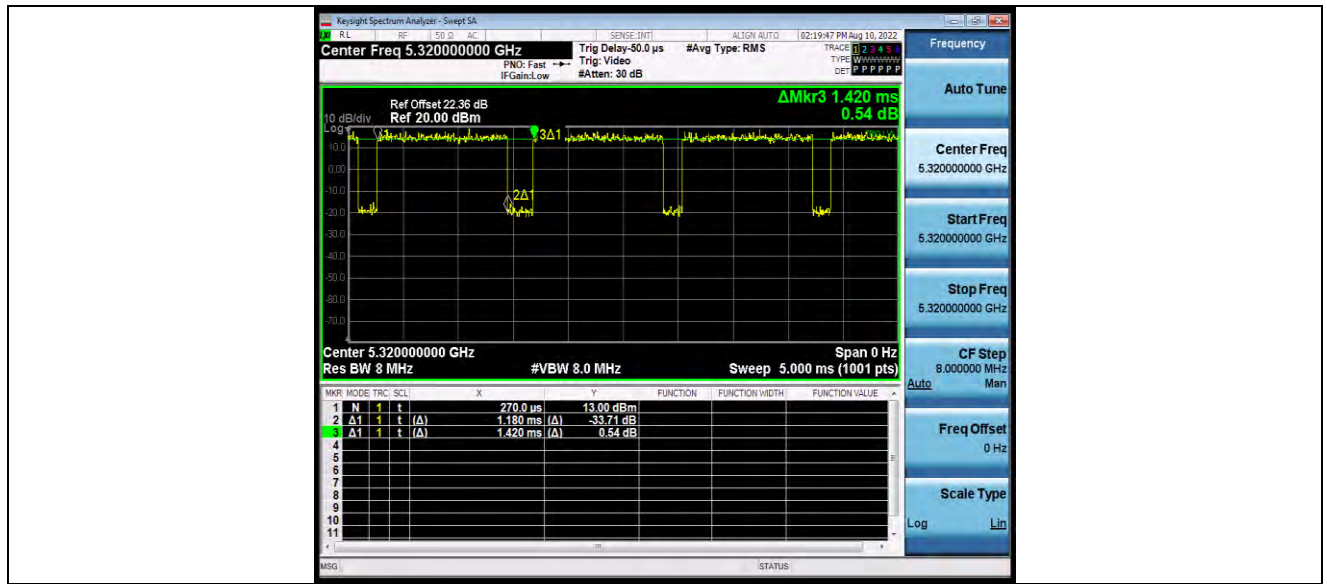 Keysight Spectrum Analyzer - Swept SA
RL RF 50 Ω AC SENSE:INT ALIGN AUTO 02:19:47 PM Aug 10, 2022
Center Freq 5.320000000 GHz
Trig Delay-50.0 µs #Avg Type: RMS
TRACE 1 2 3 4 5 6
PNO: Fast Trig: Video
TYPE WWWWWW
IFGain:Low #Atten: 30 dB
DET P P P P P P
ΔMkr3 1.420 ms
0.54 dB
Ref Offset 22.36 dB
10 dB/div Ref 20.00 dBm
Log
3Δ1
10.0
0.00
-10.0
2Δ1
-20.0
-30.0
-40.0
-50.0
-60.0
-70.0
Center 5.320000000 GHz Span 0 Hz
Res BW 8 MHz #VBW 8.0 MHz Sweep 5.000 ms (1001 pts)
MKR MODE TRC SCL X Y FUNCTION FUNCTION WIDTH FUNCTION VALUE
1 N 1 t 270.0 µs 13.00 dBm
2 Δ1 1 t (Δ) 1.180 ms (Δ) -33.71 dB
3 Δ1 1 t (Δ) 1.420 ms (Δ) 0.54 dB
4
5
6
7
8
9
10
11
MSG STATUS
Frequency
Auto Tune
Center Freq
5.320000000 GHz
Start Freq
5.320000000 GHz
Stop Freq
5.320000000 GHz
CF Step
8.000000 MHz
Auto Man
Freq Offset
0 Hz
Scale Type
Log Lin